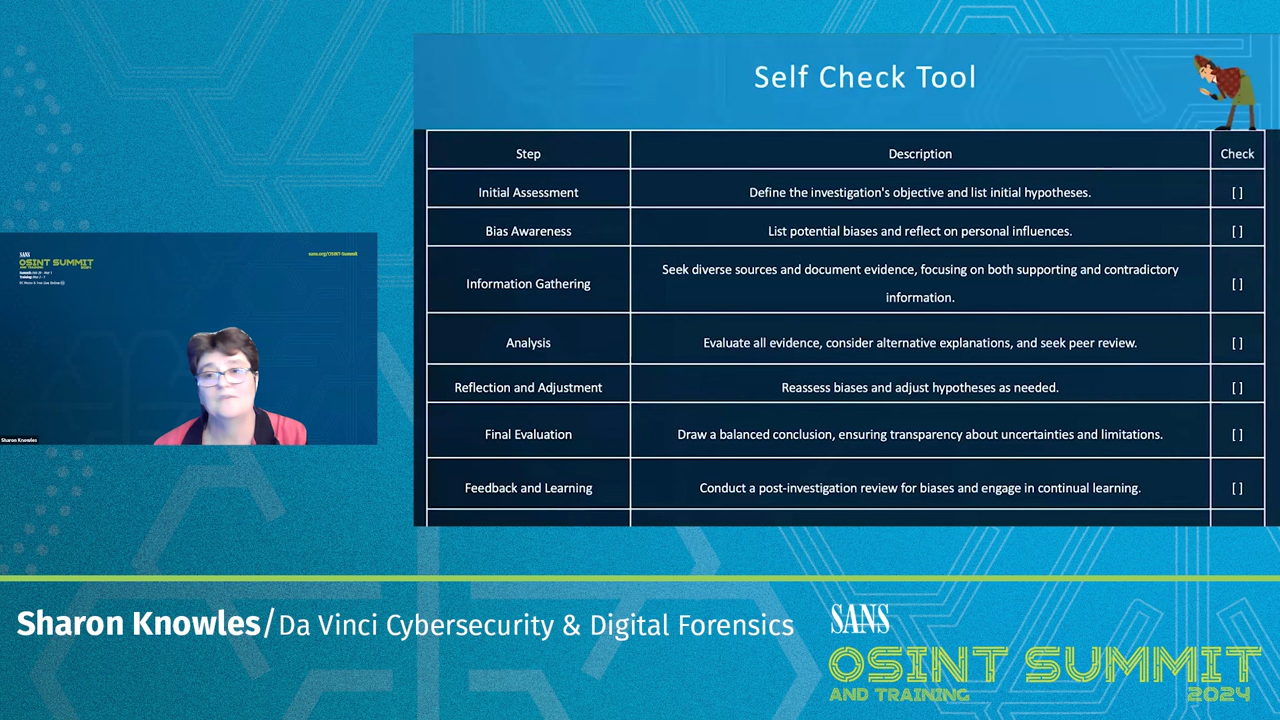 Self Check Tool
Step Description Check
Initial Assessment Define the investigation's objective and list initial hypotheses. [ ]
Bias Awareness List potential biases and reflect on personal influences. [ ]
Information Gathering Seek diverse sources and document evidence, focusing on both supporting and contradictory
information. [ ]
Analysis Evaluate all evidence, consider alternative explanations, and seek peer review. [ ]
Reflection and Adjustment Reassess biases and adjust hypotheses as needed. [ ]
Final Evaluation Draw a balanced conclusion, ensuring transparency about uncertainties and limitations. [ ]
Feedback and Learning Conduct a post-investigation review for biases and engage in continual learning. [ ]
SANS
OSINT SUMMIT
AND TRAINING 2024
sans.org/OSINT-Summit
Sharon Knowles
Sharon Knowles/Da Vinci Cybersecurity & Digital Forensics
SANS
OSINT SUMMIT
AND TRAINING 2024